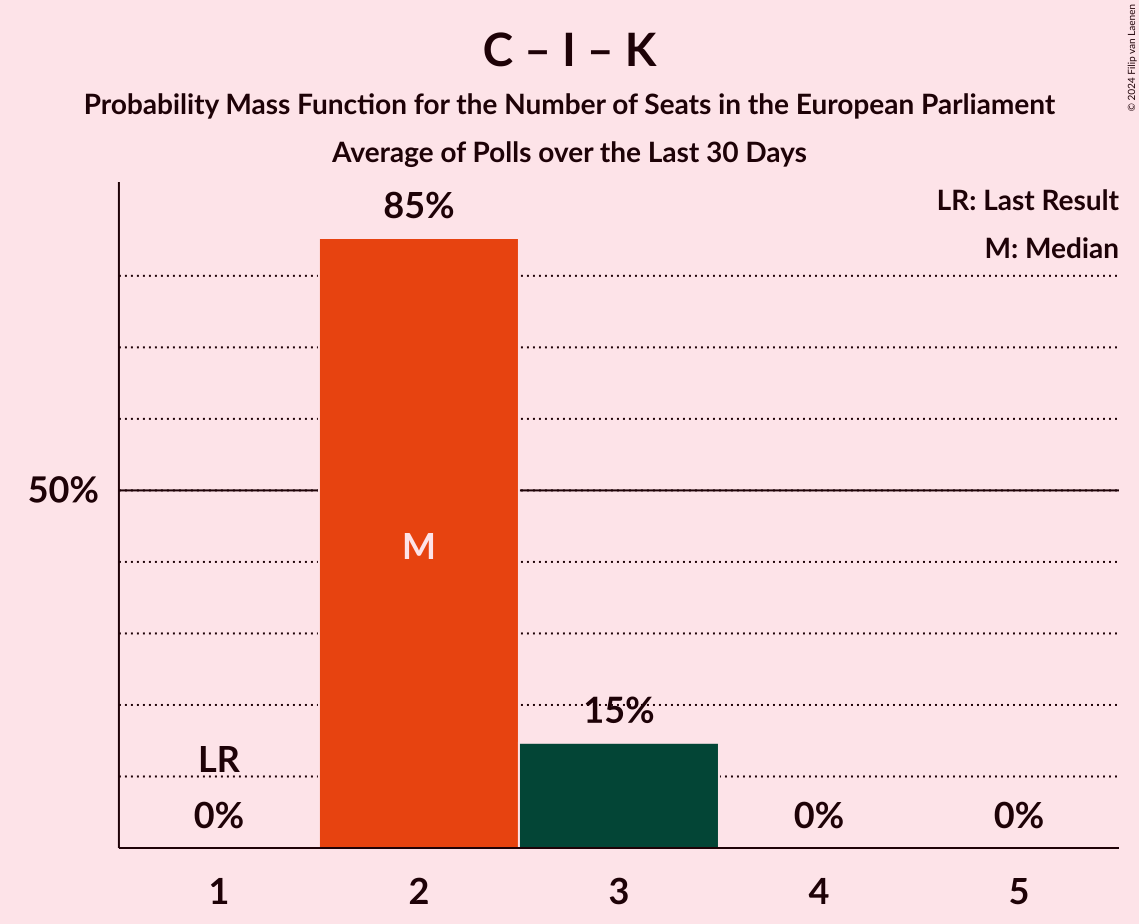 C – I – K
Probability Mass Function for the Number of Seats in the European Parliament
Average of Polls over the Last 30 Days
© 2024 Filip van Laenen
LR: Last Result
M: Median
85%
50%
M
15%
LR
0%
0%
0%
1
2
3
4
5